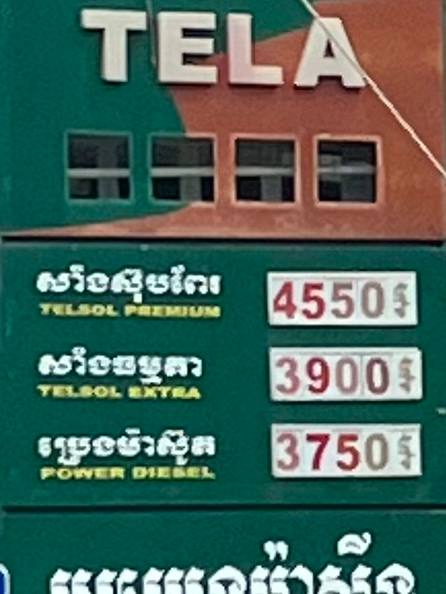 TELA
សាំងស៊ុបពែរ
TELSOL PREMIUM
4550៛
សាំងធម្មតា
TELSOL EXTRA
3900៛
ប្រេងម៉ាស៊ូត
POWER DIESEL
3750៛